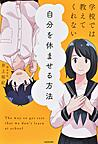 学校では
教えて
くれない
自分を休ませる方法
The way to get rest
that we don't learn
at school